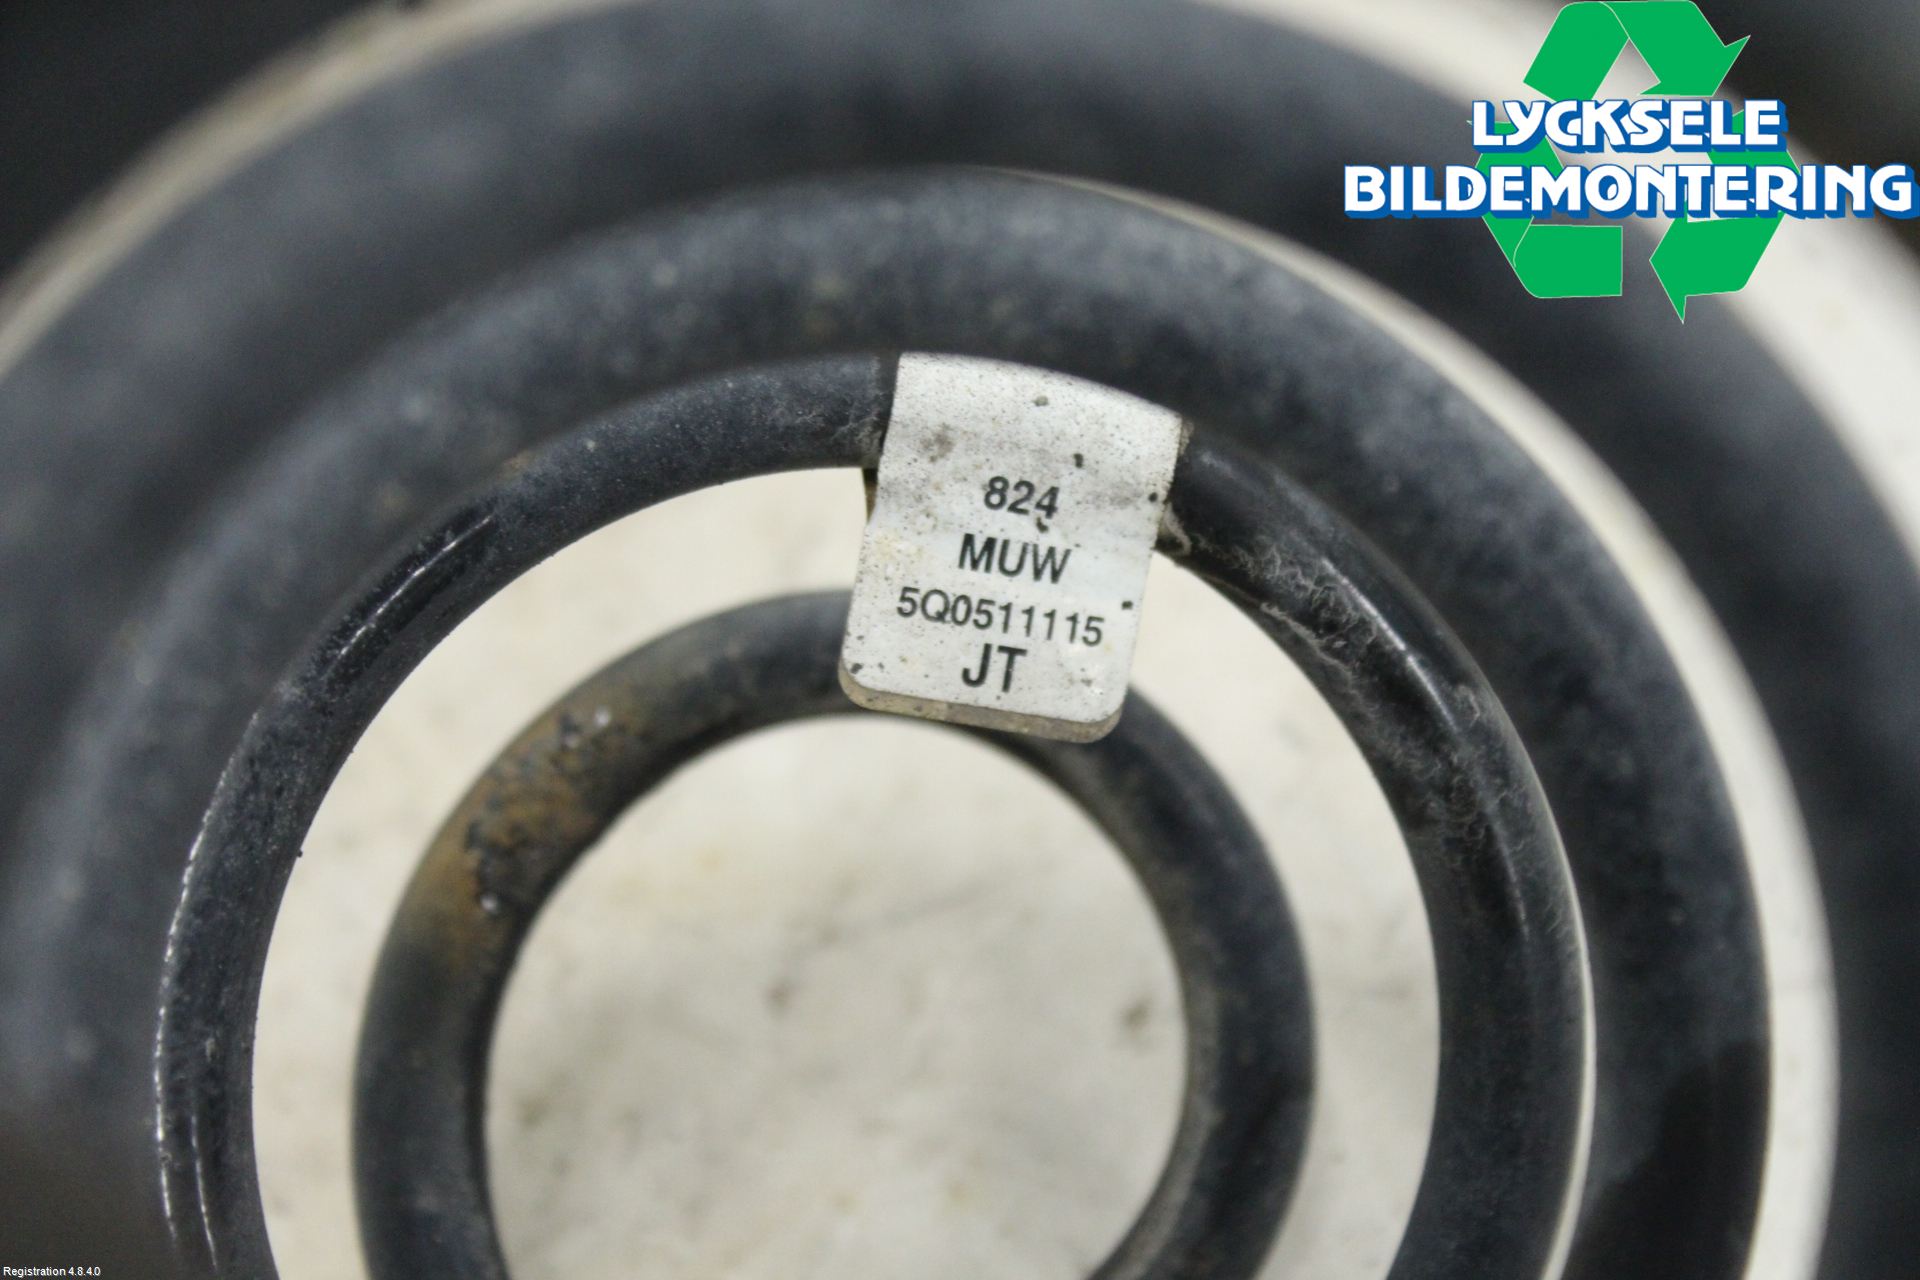 LYCKSELE
BILDEMONTERING
824
MUW
5Q0511115
JT
Registration 4.8.4.0